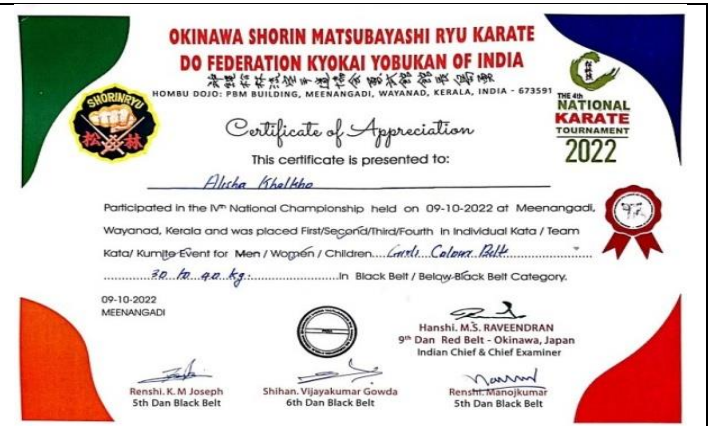 OKINAWA SHORIN MATSUBAYASHI RYU KARATE
DO FEDERATION KYOKAI YOBUKAN OF INDIA
HOMBU DOJO: PBM BUILDING, MEENANGADI, WAYANAD, KERALA, INDIA - 673591
SHORINRYU
松 林
THE 4th
NATIONAL
KARATE
TOURNAMENT
2022
Certificate of Appreciation
This certificate is presented to:
Alisha Khalkho
Participated in the IVth National Championship held on 09-10-2022 at Meenangadi,
Wayanad, Kerala and was placed First/Second/Third/Fourth in Individual Kata / Team
Kata/ Kumite Event for Men / Women / Children.... Girls Colour Belt
30 to 40 kg. In Black Belt / Below Black Belt Category.
09-10-2022
MEENANGADI
Hanshi. M.S. RAVEENDRAN
9th Dan Red Belt - Okinawa, Japan
Indian Chief & Chief Examiner
Renshi. K. M Joseph
5th Dan Black Belt
Shihan. Vijayakumar Gowda
6th Dan Black Belt
Renshi. Manojkumar
5th Dan Black Belt